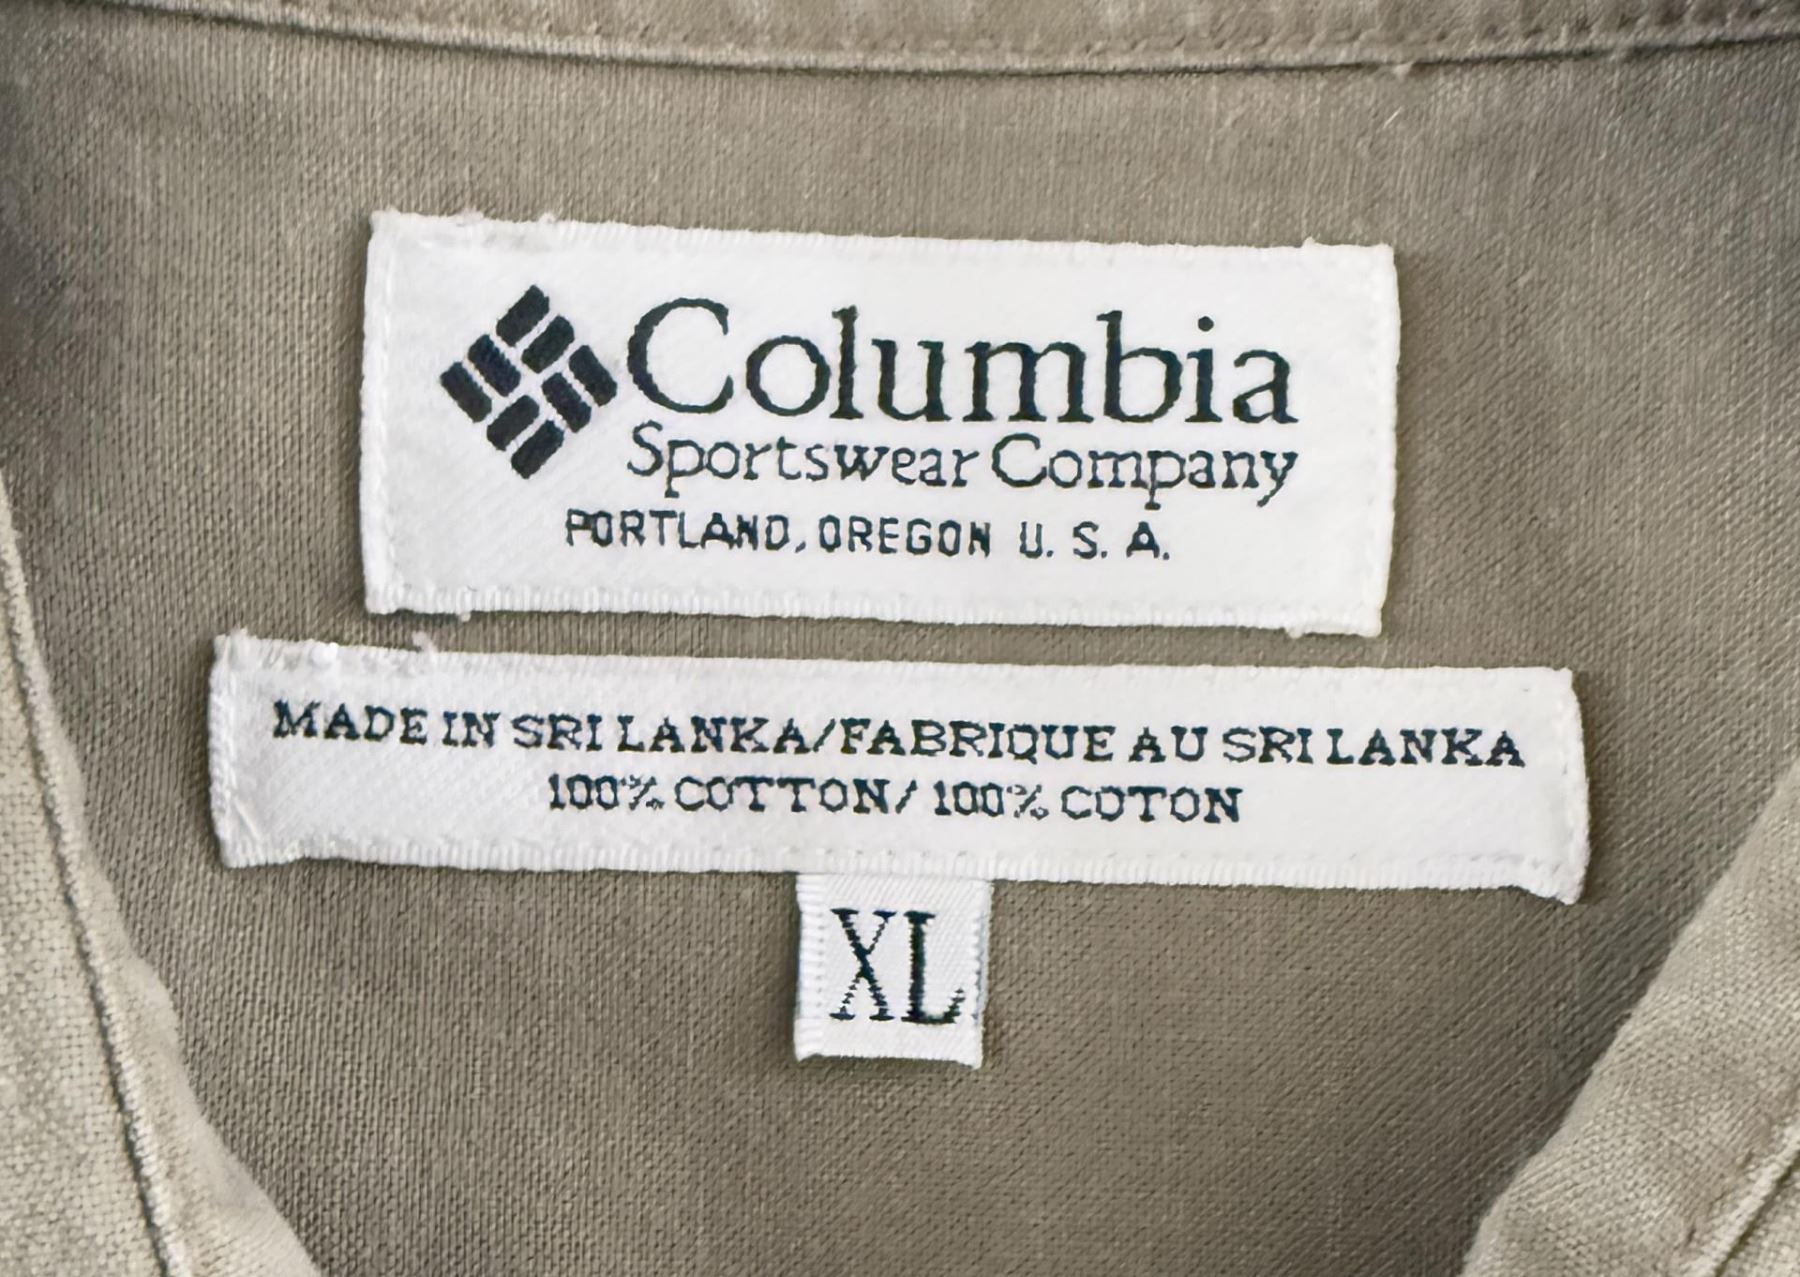 Columbia
Sportswear Company
PORTLAND, OREGON U. S. A.
MADE IN SRI LANKA/FABRIQUE AU SRI LANKA
100% COTTON/ 100% COTON
XL